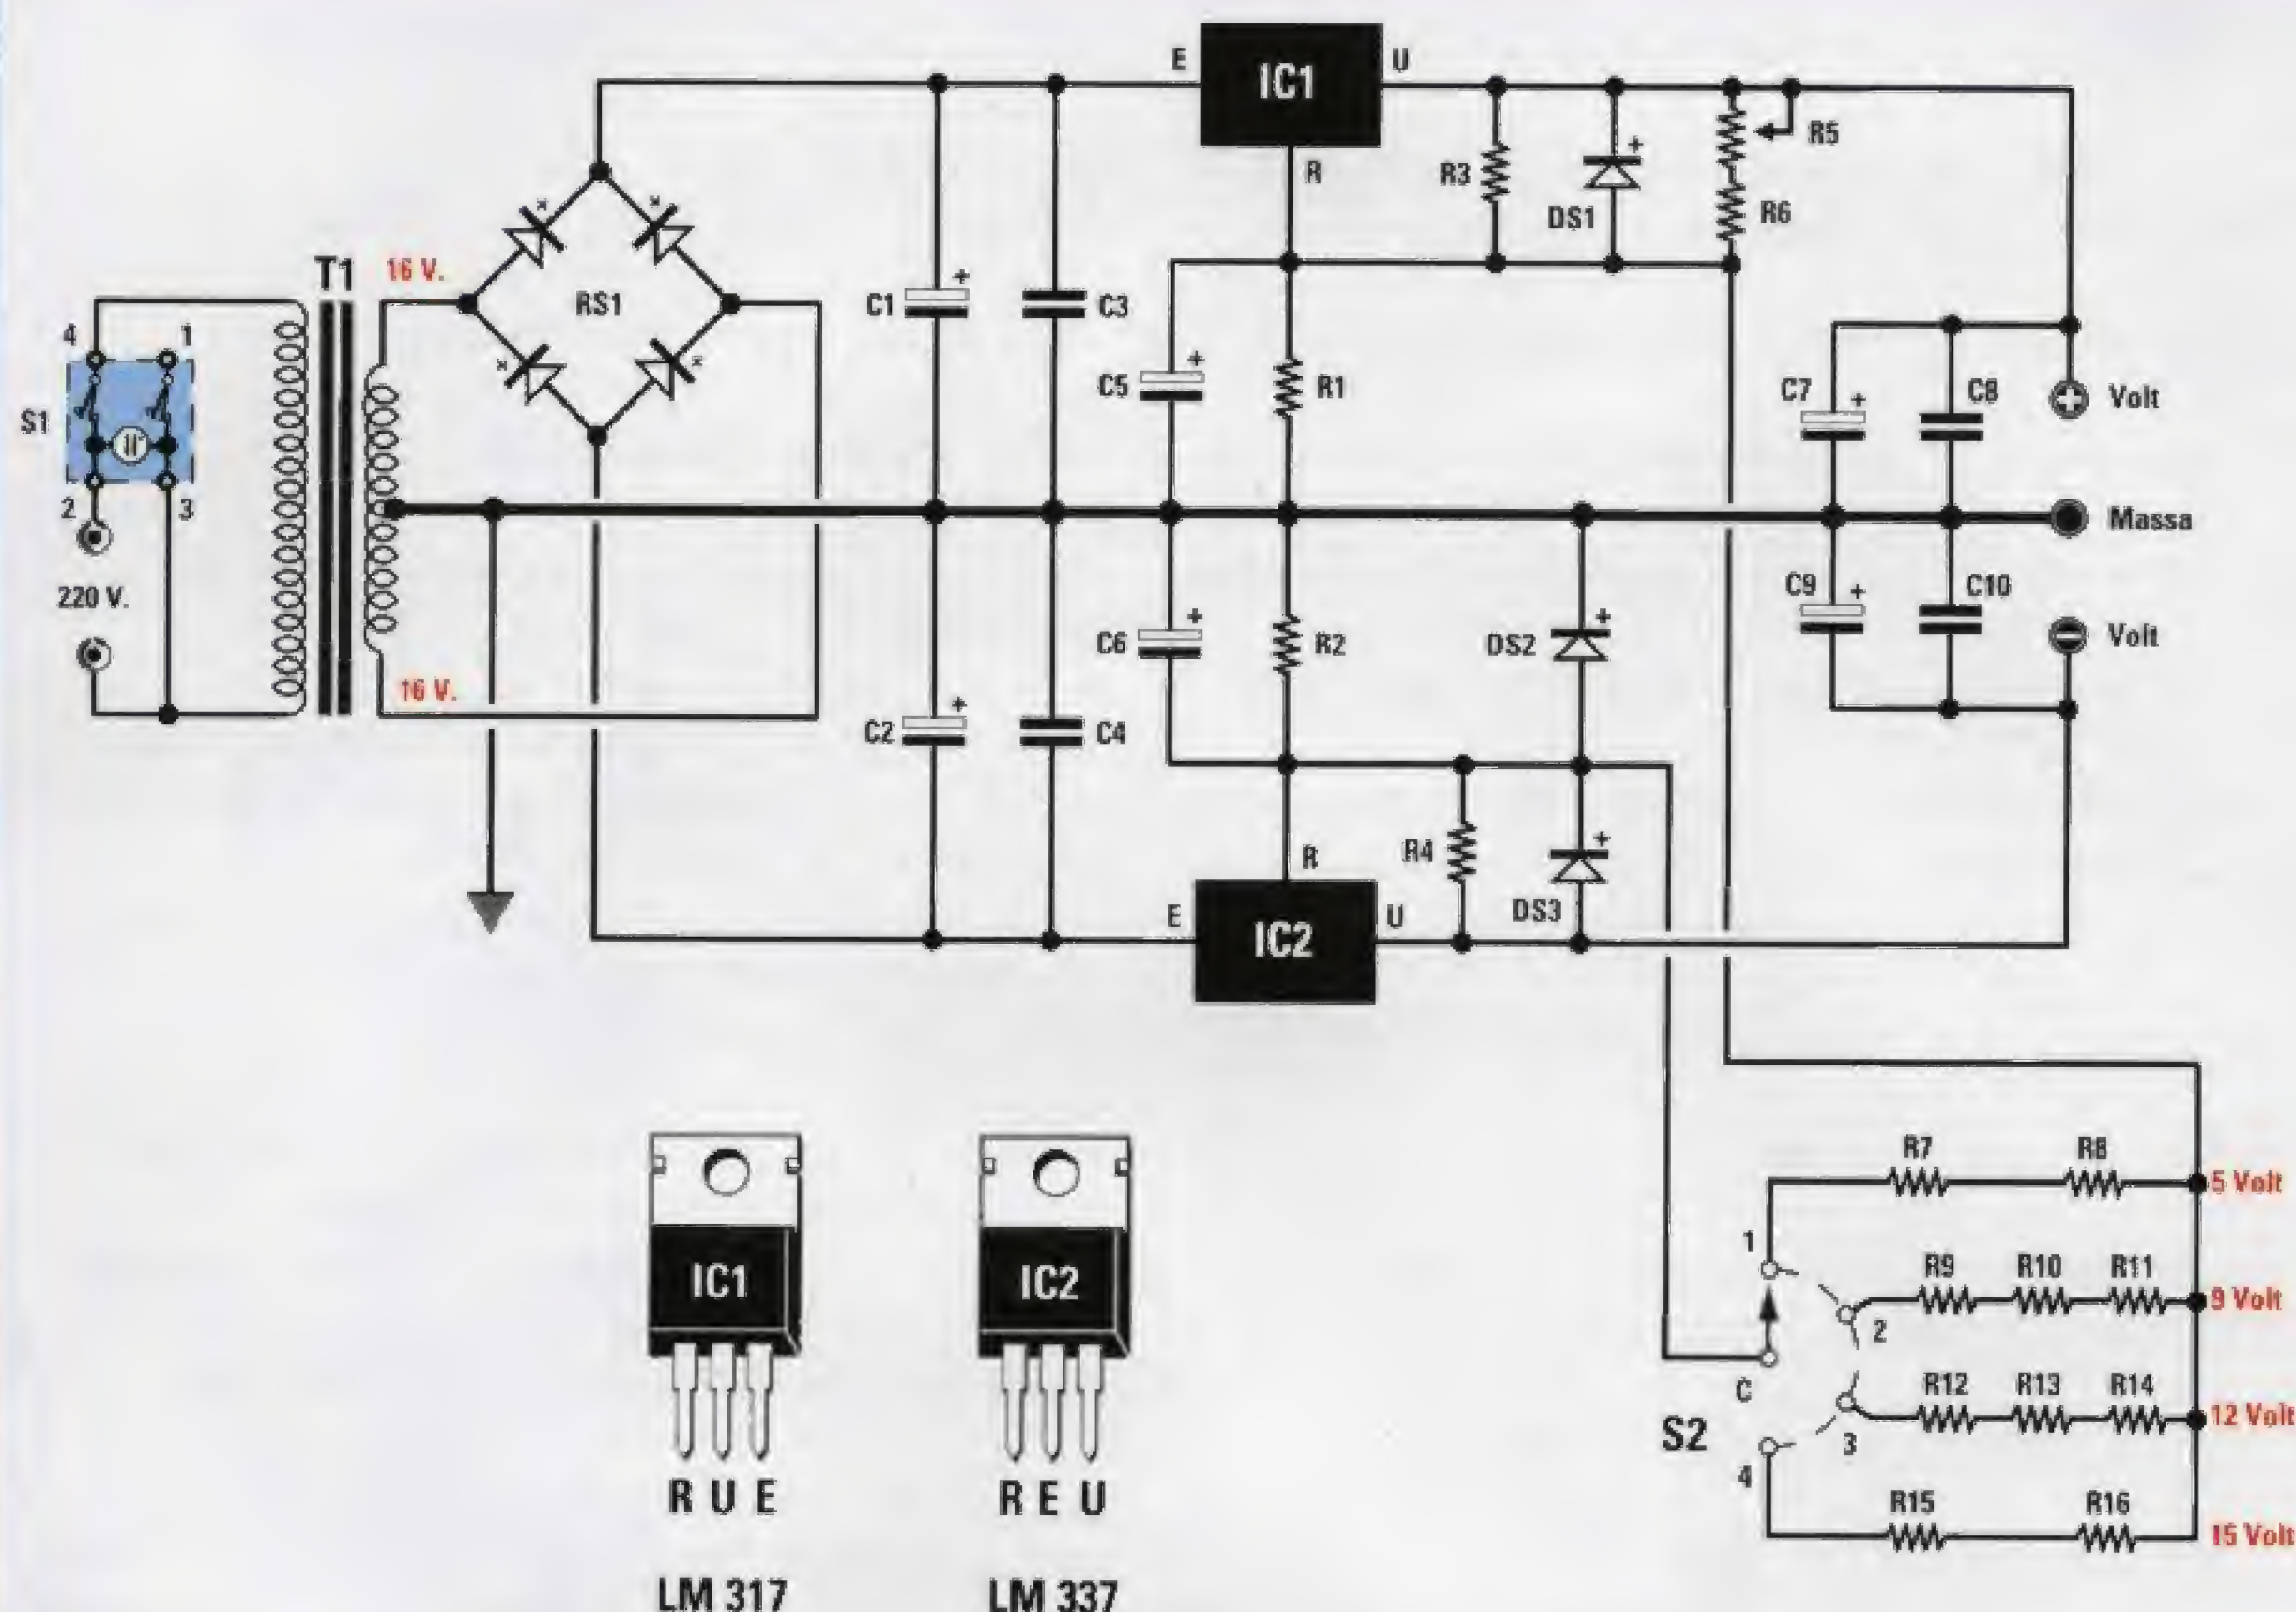 E
IC1
U
R
R3
+
DS1
R5
R6
T1
16 V.
RS1
C1
+
C3
4
1
S1
2
3
220 V.
C5
+
R1
C7
+
C8
Volt
Massa
C9
+
C10
Volt
16 V.
C6
+
R2
DS2
+
C2
+
C4
R
R4
+
DS3
E
IC2
U
R7
R8
5 Volt
1
R9
R10
R11
9 Volt
2
C
R12
R13
R14
12 Volt
S2
3
4
R15
R16
15 Volt
IC1
R U E
LM 317
IC2
R E U
LM 337